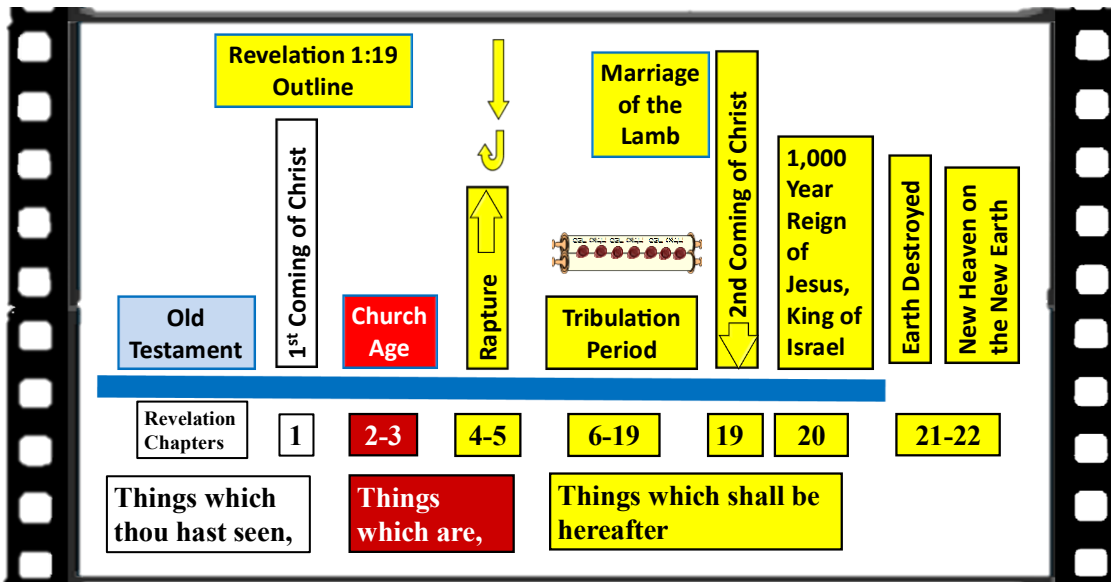 Revelation 1:19
Outline
Marriage
of the
Lamb
Old
Testament
1st Coming of Christ
Church
Age
Rapture
Tribulation
Period
2nd Coming of Christ
1,000
Year
Reign
of
Jesus,
King of
Israel
Earth Destroyed
New Heaven on
the New Earth
Revelation
Chapters
1
2-3
4-5
6-19
19
20
21-22
Things which
thou hast seen,
Things
which are,
Things which shall be
hereafter